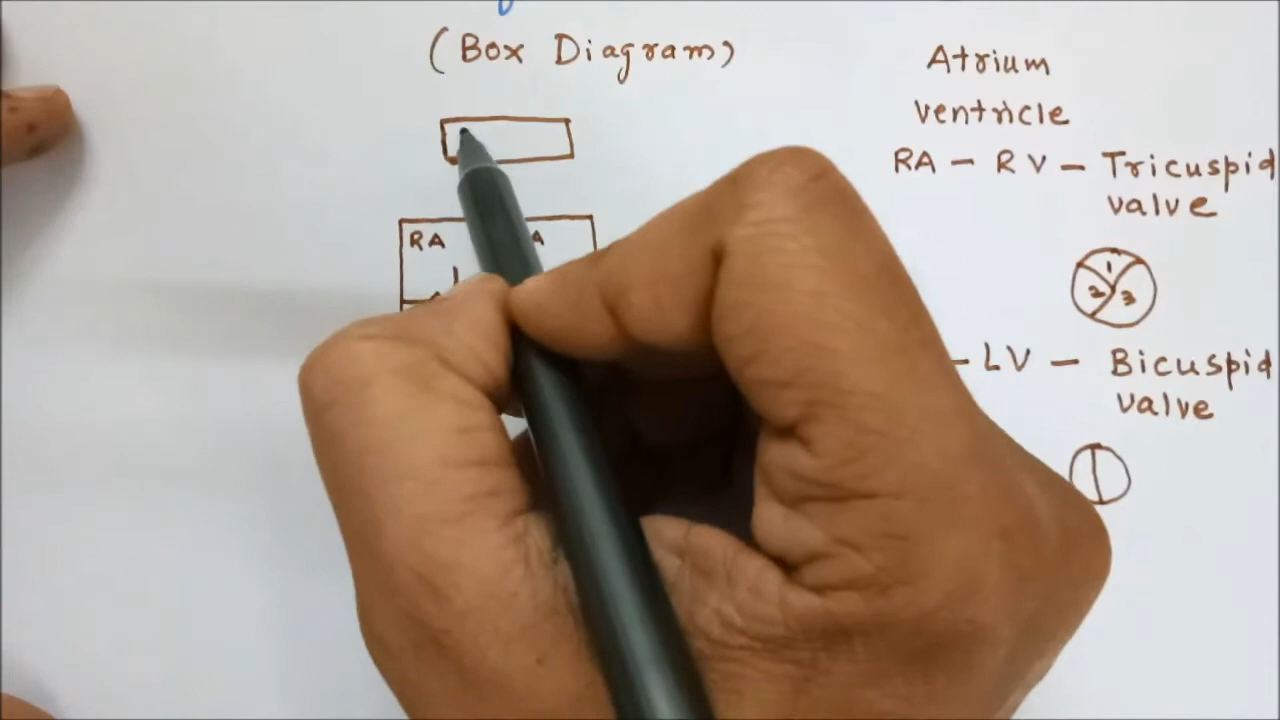 (Box Diagram)
RA
A
Atrium
ventricle
RA - RV - Tricuspid
valve
1
2 3
- LV - Bicuspid
valve